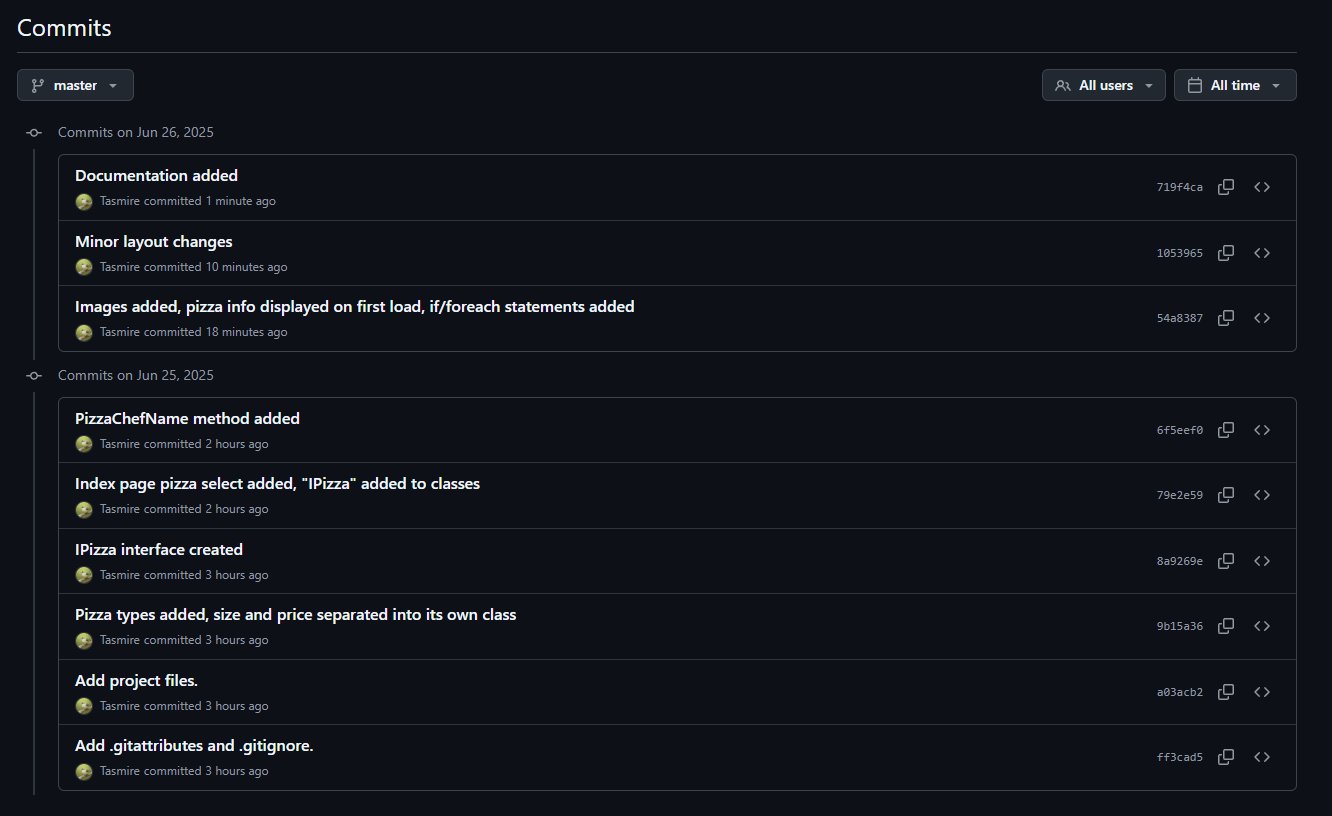 Commits
master
All users
All time
Commits on Jun 26, 2025
Documentation added
719f4ca
Tasmire committed 1 minute ago
Minor layout changes
1053965
Tasmire committed 10 minutes ago
Images added, pizza info displayed on first load, if/foreach statements added
54a8387
Tasmire committed 18 minutes ago
Commits on Jun 25, 2025
PizzaChefName method added
6f5eef0
Tasmire committed 2 hours ago
Index page pizza select added, "IPizza" added to classes
79e2e59
Tasmire committed 2 hours ago
IPizza interface created
8a9269e
Tasmire committed 3 hours ago
Pizza types added, size and price separated into its own class
9b15a36
Tasmire committed 3 hours ago
Add project files.
a03acb2
Tasmire committed 3 hours ago
Add .gitattributes and .gitignore.
ff3cad5
Tasmire committed 3 hours ago